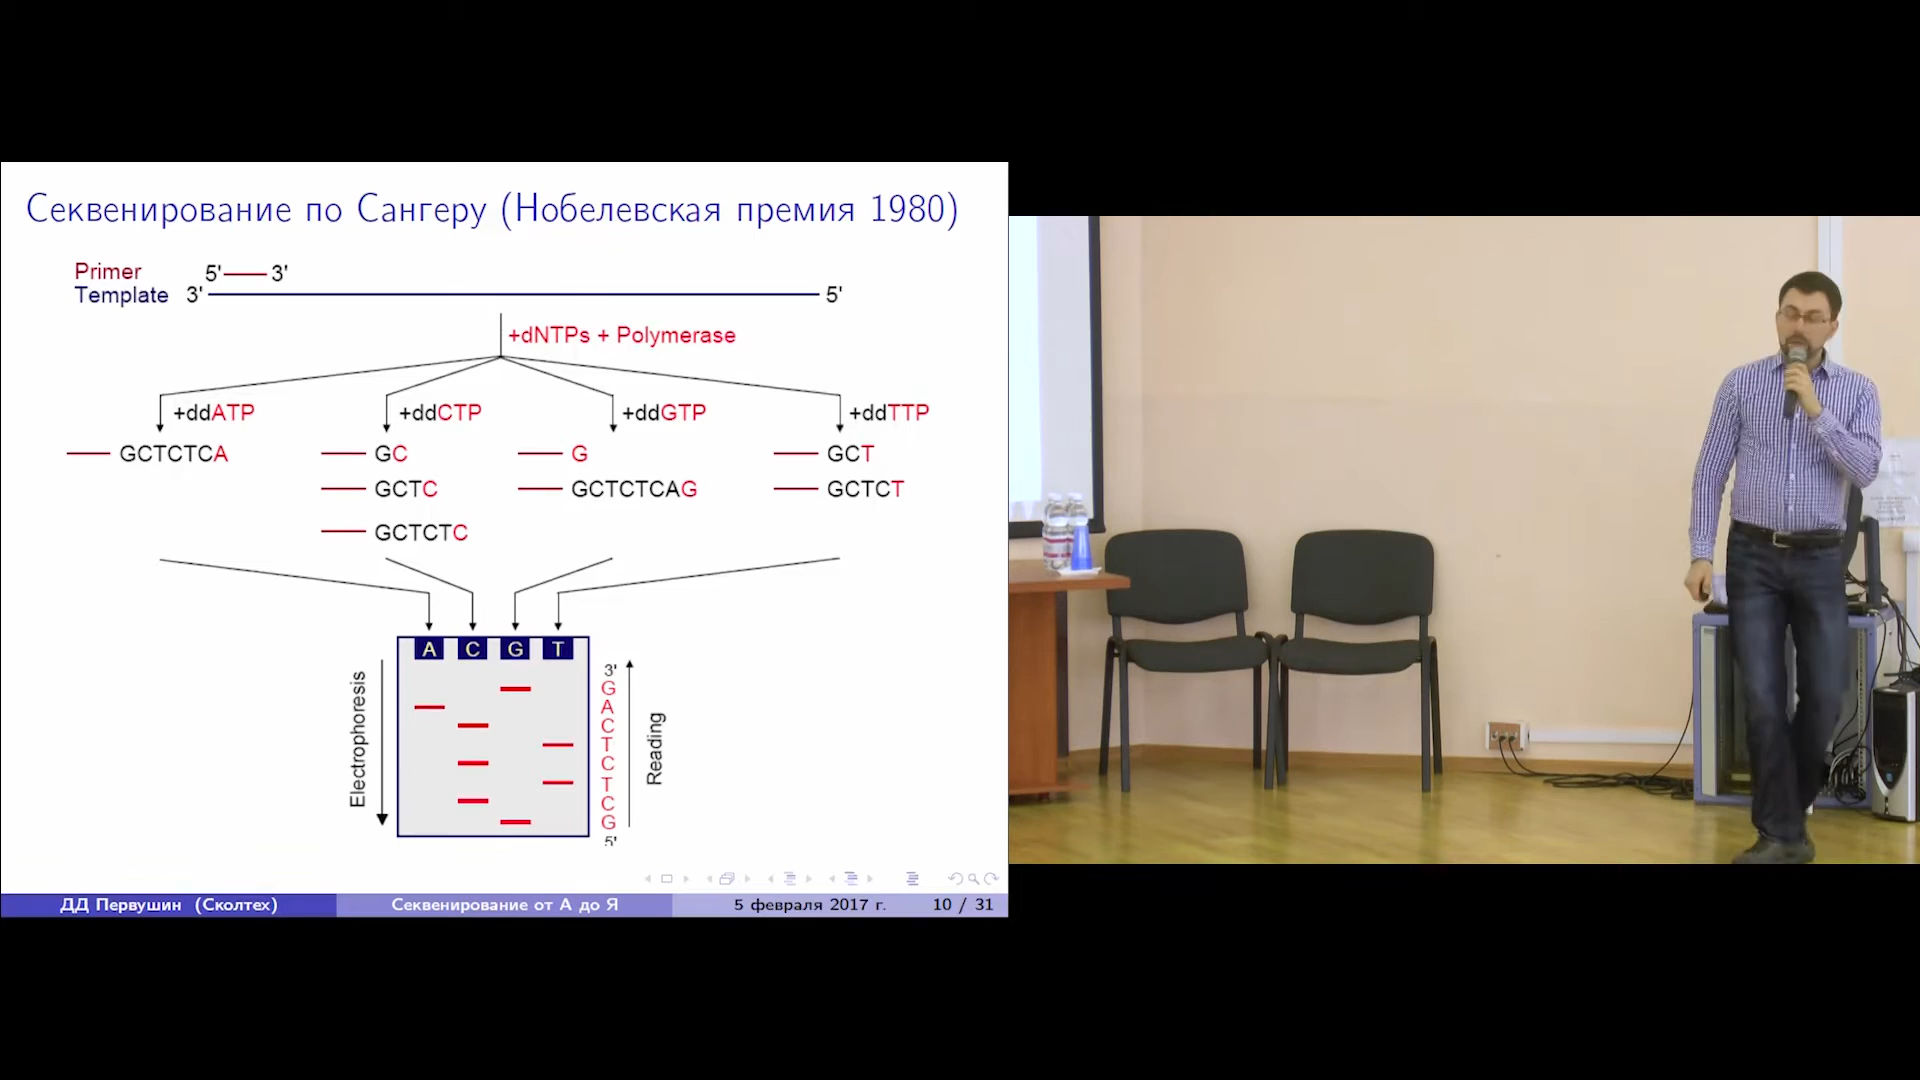 Секвенирование по Сангеру (Нобелевская премия 1980)
Primer 5' 3'
Template 3' 5'
+dNTPs + Polymerase
+ddATP +ddCTP +ddGTP +ddTTP
GCTCTCA GC G GCT
GCTC GCTCTCAG GCTCT
GCTCTC
A C G T
Electrophoresis
3'
G
A
C
T
C
T
C
G
5'
Reading
ДД Первушин (Сколтех) Секвенирование от А до Я 5 февраля 2017 г. 10 / 31